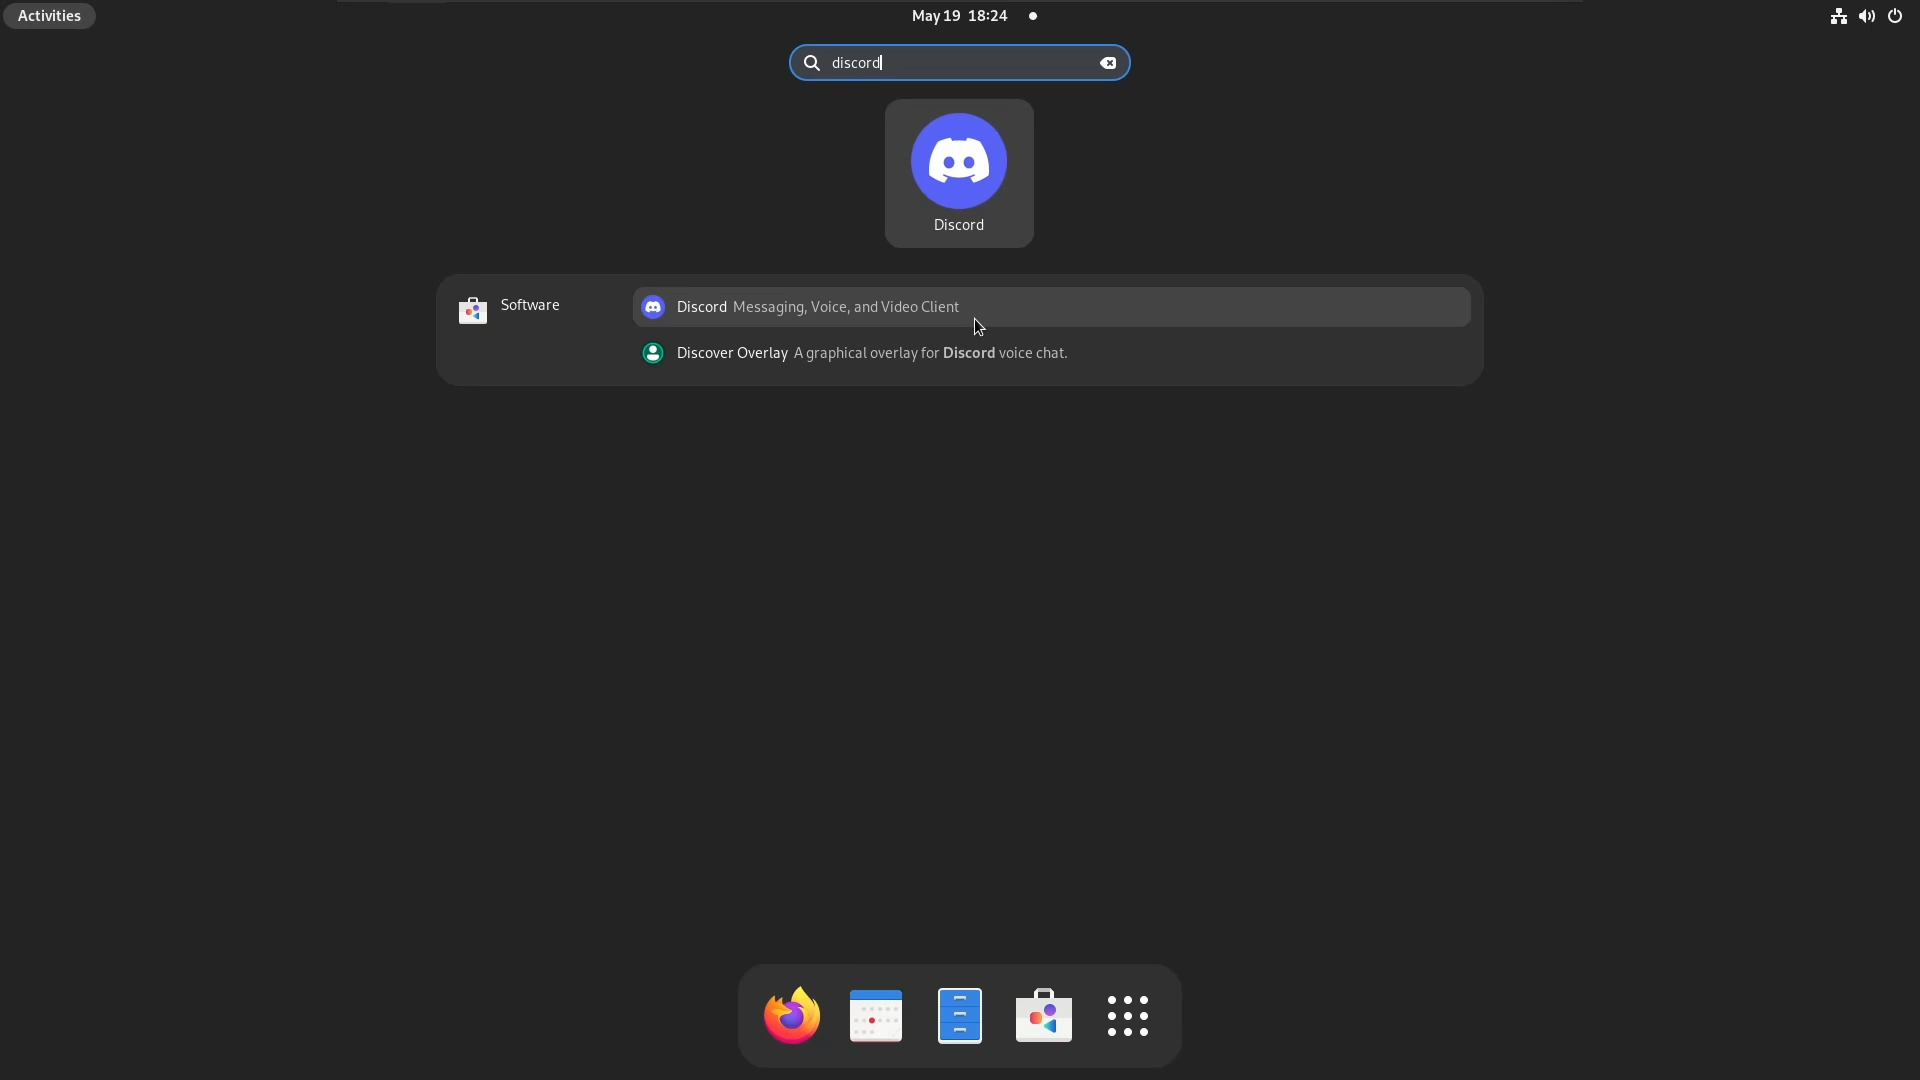 Activities
May 19 18:24
discord
Discord
Software
Discord Messaging, Voice, and Video Client
Discover Overlay A graphical overlay for Discord voice chat.